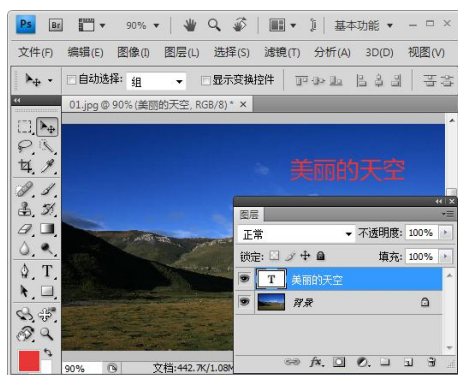 Ps Br 90% 基本功能
文件(F) 编辑(E) 图像(I) 图层(L) 选择(S) 滤镜(T) 分析(A) 3D(D) 视图(V)
自动选择: 组 显示变换控件
01.jpg @ 90% (美丽的天空, RGB/8) * ×
美丽的天空
图层
正常 不透明度: 100%
锁定: 填充: 100%
T 美丽的天空
背景
fx.
90% 文档:442.7K/1.08M